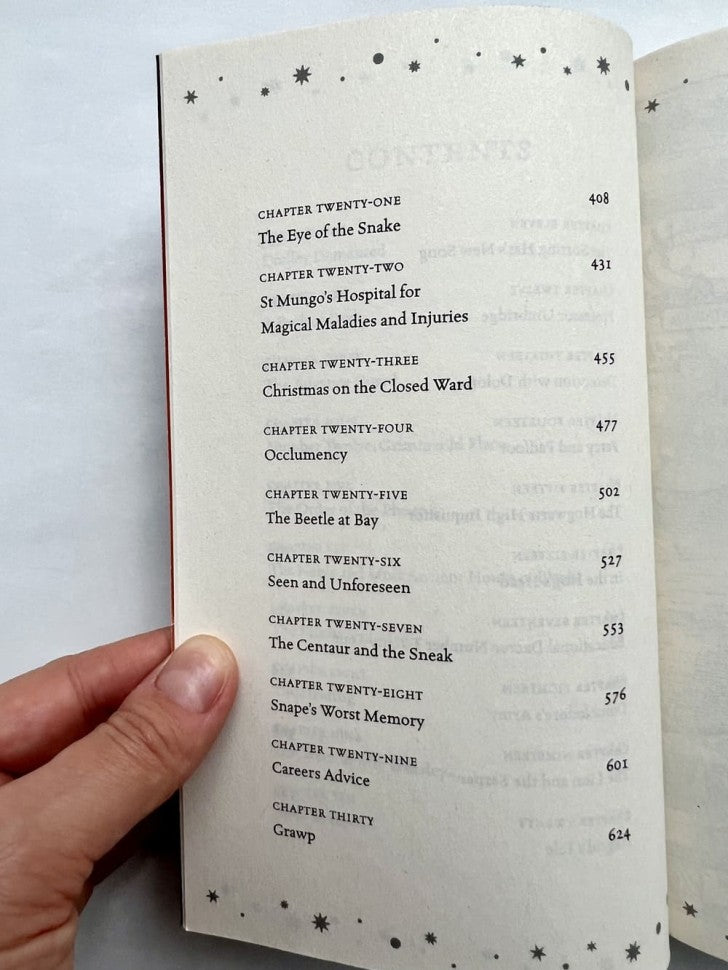 CHAPTER TWENTY-ONE 408
The Eye of the Snake
CHAPTER TWENTY-TWO 431
St Mungo's Hospital for
Magical Maladies and Injuries
CHAPTER TWENTY-THREE 455
Christmas on the Closed Ward
CHAPTER TWENTY-FOUR 477
Occlumency
CHAPTER TWENTY-FIVE 502
The Beetle at Bay
CHAPTER TWENTY-SIX 527
Seen and Unforeseen
CHAPTER TWENTY-SEVEN 553
The Centaur and the Sneak
CHAPTER TWENTY-EIGHT 576
Snape's Worst Memory
CHAPTER TWENTY-NINE 601
Careers Advice
CHAPTER THIRTY 624
Grawp